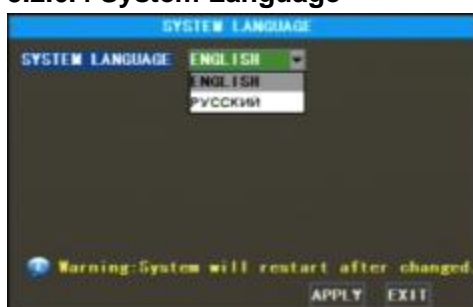 SYSTEM LANGUAGE
SYSTEM LANGUAGE ENGLISH
ENGLISH
РУССКИЙ
Warning:System will restart after changed
APPLY EXIT